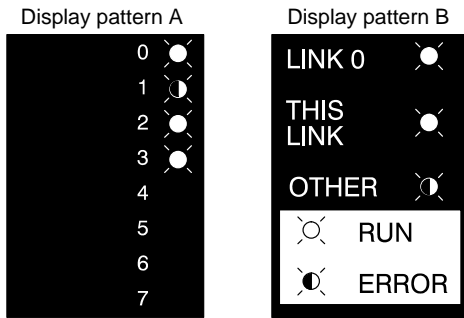 Display pattern A
0
1
2
3
4
5
6
7
Display pattern B
LINK 0
THIS
LINK
OTHER
RUN
ERROR